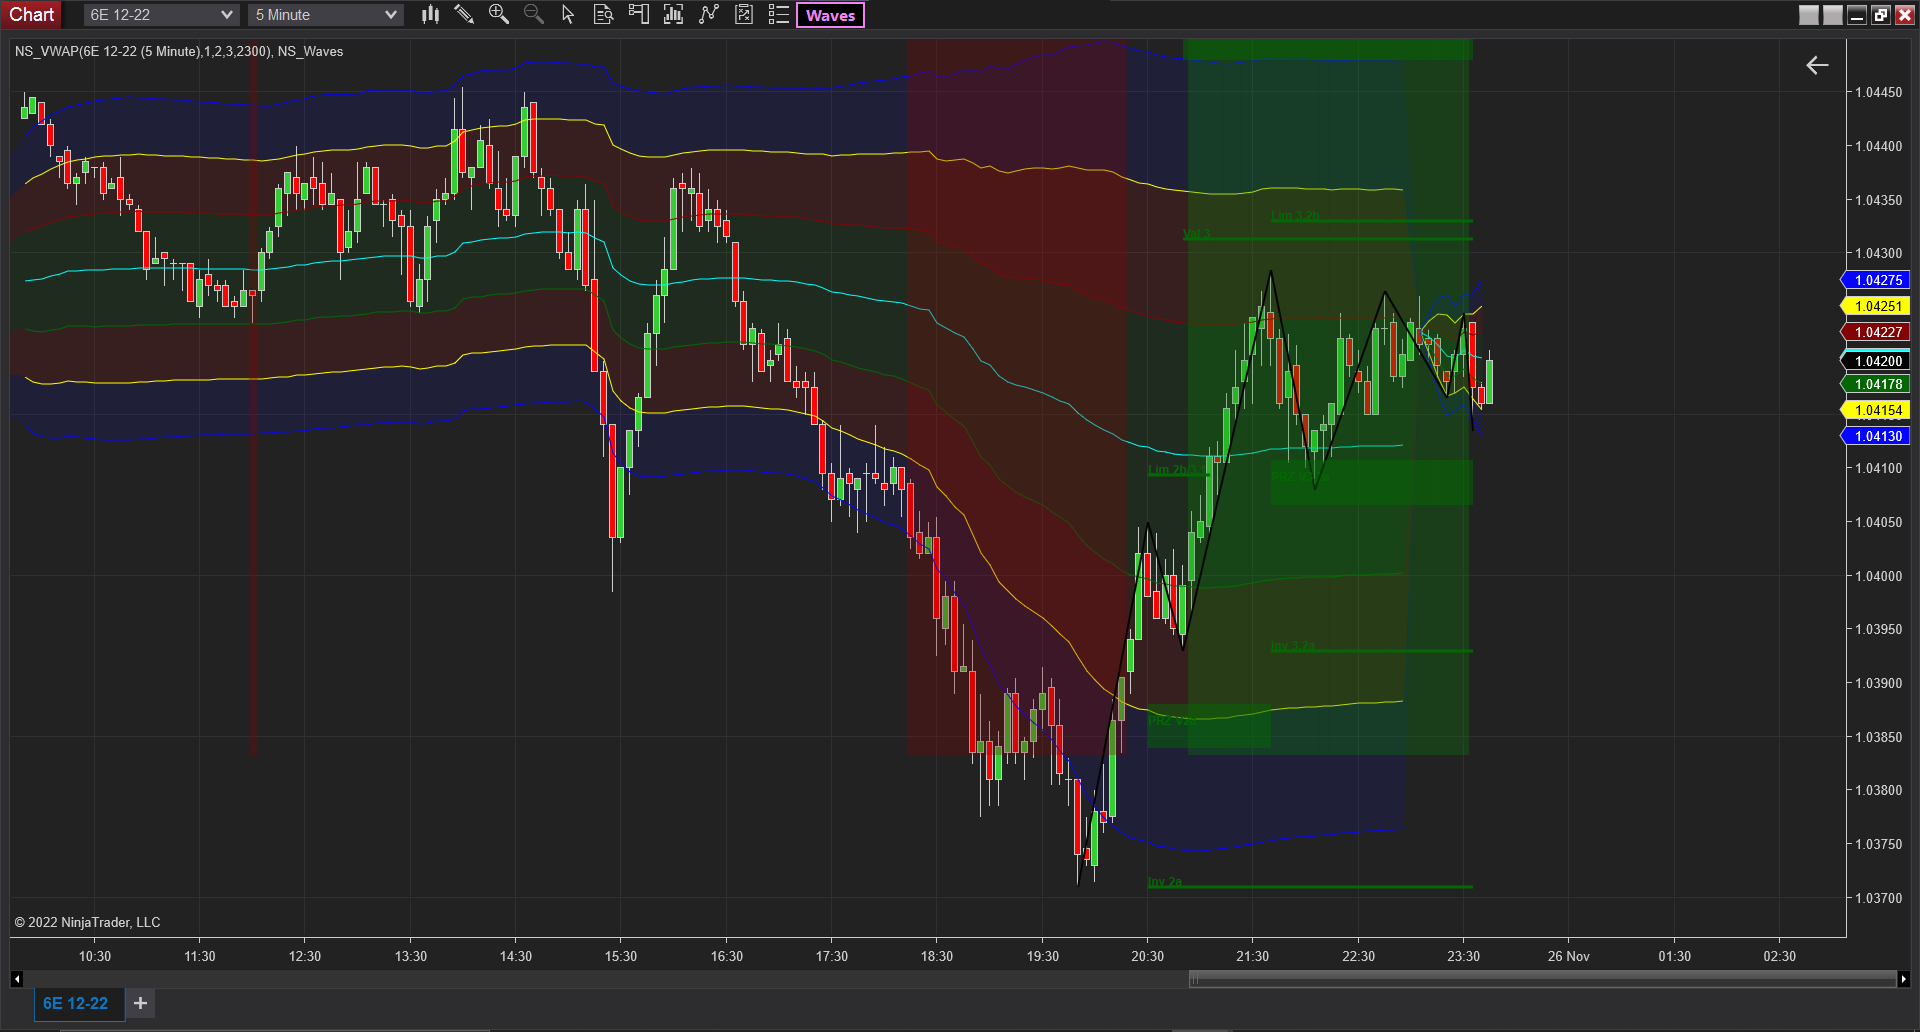 Chart 6E 12-22 5 Minute Waves
NS_VWAP(6E 12-22 (5 Minute),1,2,3,2300), NS_Waves
1.04450
1.04400
1.04350
Lim 3.2b
Val 3
1.04300
1.04275
1.04251
1.04227
1.04200
1.04178
1.04154
1.04130
Lim 2b/3.
1.04100
PRZ
1.04050
1.04000
1.03950
Inv 3.2a
1.03900
PRZ V2a
1.03850
1.03800
1.03750
Inv 2a
1.03700
© 2022 NinjaTrader, LLC
10:30 11:30 12:30 13:30 14:30 15:30 16:30 17:30 18:30 19:30 20:30 21:30 22:30 23:30 26 Nov 01:30 02:30
6E 12-22 +